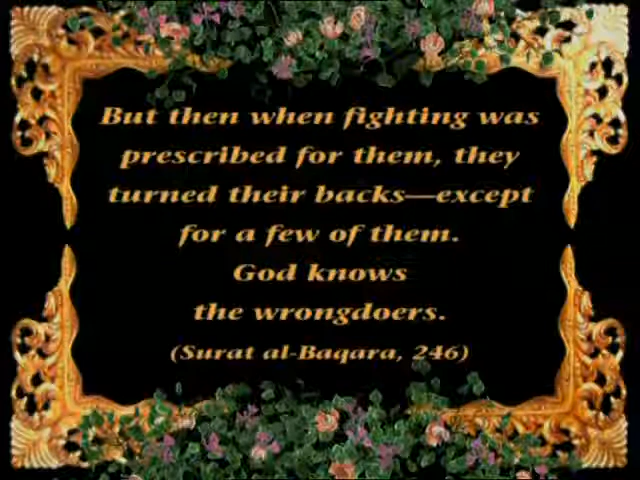 But then when fighting was
prescribed for them, they
turned their backs—except
for a few of them.
God knows
the wrongdoers.
(Surat al-Baqara, 246)